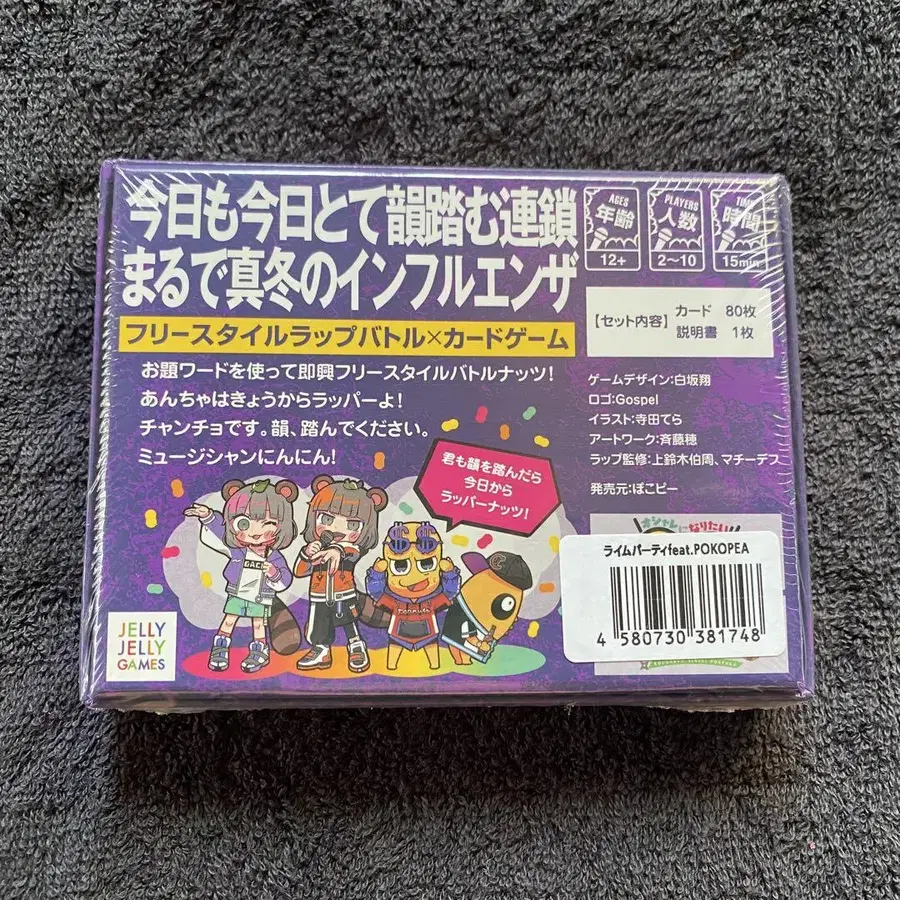 今日も今日とて韻踏む連鎖
まるで真冬のインフルエンザ
フリースタイルラップバトル×カードゲーム
お題ワードを使って即興フリースタイルバトルナッツ!
あんちゃはきょうからラッパーよ!
チャンチョです。韻、踏んでください。
ミュージシャンにんにん!
君も韻を踏んだら
今日から
ラッパーナッツ!
AGES
年齢
12+
PLAYERS
人数
2〜10
TIME
時間
15min
【セット内容】
カード 80枚
説明書 1枚
ゲームデザイン:白坂翔
ロゴ:Gospel
イラスト:寺田てら
アートワーク:斉藤穂
ラップ監修:上鈴木伯周、マチーデフ
発売元:ぽこピー
オシャレになりたい!
ライムパーティfeat.POKOPEA
4 580730 381748
JELLY
JELLY
GAMES